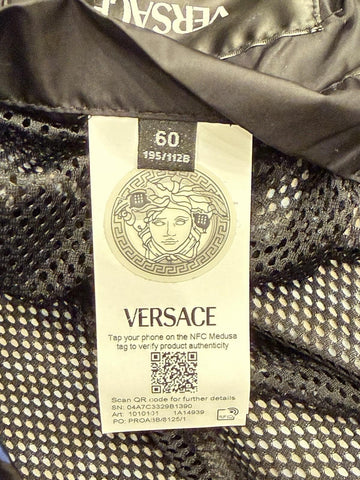 VERSACE
60
195/112B
VERSACE
Tap your phone on the NFC Medusa
tag to verify product authenticity
Scan QR code for further details
SN: 04A7C3329B1390
Art: 1010131 1A14939
PO: PROA3B/8125/1